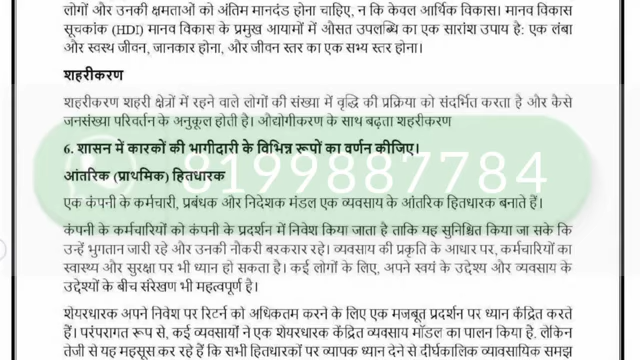 लोगों और उनकी क्षमताओं को अंतिम मानदंड होना चाहिए, न कि केवल आर्थिक विकास। मानव विकास
सूचकांक (HDI) मानव विकास के प्रमुख आयामों में औसत उपलब्धि का एक सारांश उपाय है: एक लंबा
और स्वस्थ जीवन, जानकार होना, और जीवन स्तर का एक सभ्य स्तर होना।
शहरीकरण
शहरीकरण शहरी क्षेत्रों में रहने वाले लोगों की संख्या में वृद्धि की प्रक्रिया को संदर्भित करता है और कैसे
जनसंख्या परिवर्तन के अनुकूल होती है। औद्योगीकरण के साथ बढ़ता शहरीकरण
6. शासन में कारकों की भागीदारी के विभिन्न रूपों का वर्णन कीजिए।
8199887784
आंतरिक (प्राथमिक) हितधारक
एक कंपनी के कर्मचारी, प्रबंधक और निदेशक मंडल एक व्यवसाय के आंतरिक हितधारक बनाते हैं।
कंपनी के कर्मचारियों को कंपनी के प्रदर्शन में निवेश किया जाता है ताकि यह सुनिश्चित किया जा सके कि
उन्हें भुगतान जारी रहे और उनकी नौकरी बरकरार रहे। व्यवसाय की प्रकृति के आधार पर, कर्मचारियों का
स्वास्थ्य और सुरक्षा पर भी ध्यान हो सकता है। कई लोगों के लिए, अपने स्वयं के उद्देश्य और व्यवसाय के
उद्देश्यों के बीच संरेखण भी महत्वपूर्ण है।
शेयरधारक अपने निवेश पर रिटर्न को अधिकतम करने के लिए एक मजबूत प्रदर्शन पर ध्यान केंद्रित करते
हैं। परंपरागत रूप से, कई व्यवसायों ने एक शेयरधारक केंद्रित व्यवसाय मॉडल का पालन किया है, लेकिन
तेजी से यह महसूस कर रहे हैं कि सभी हितधारकों पर व्यापक ध्यान देने से दीर्घकालिक व्यावसायिक समझ